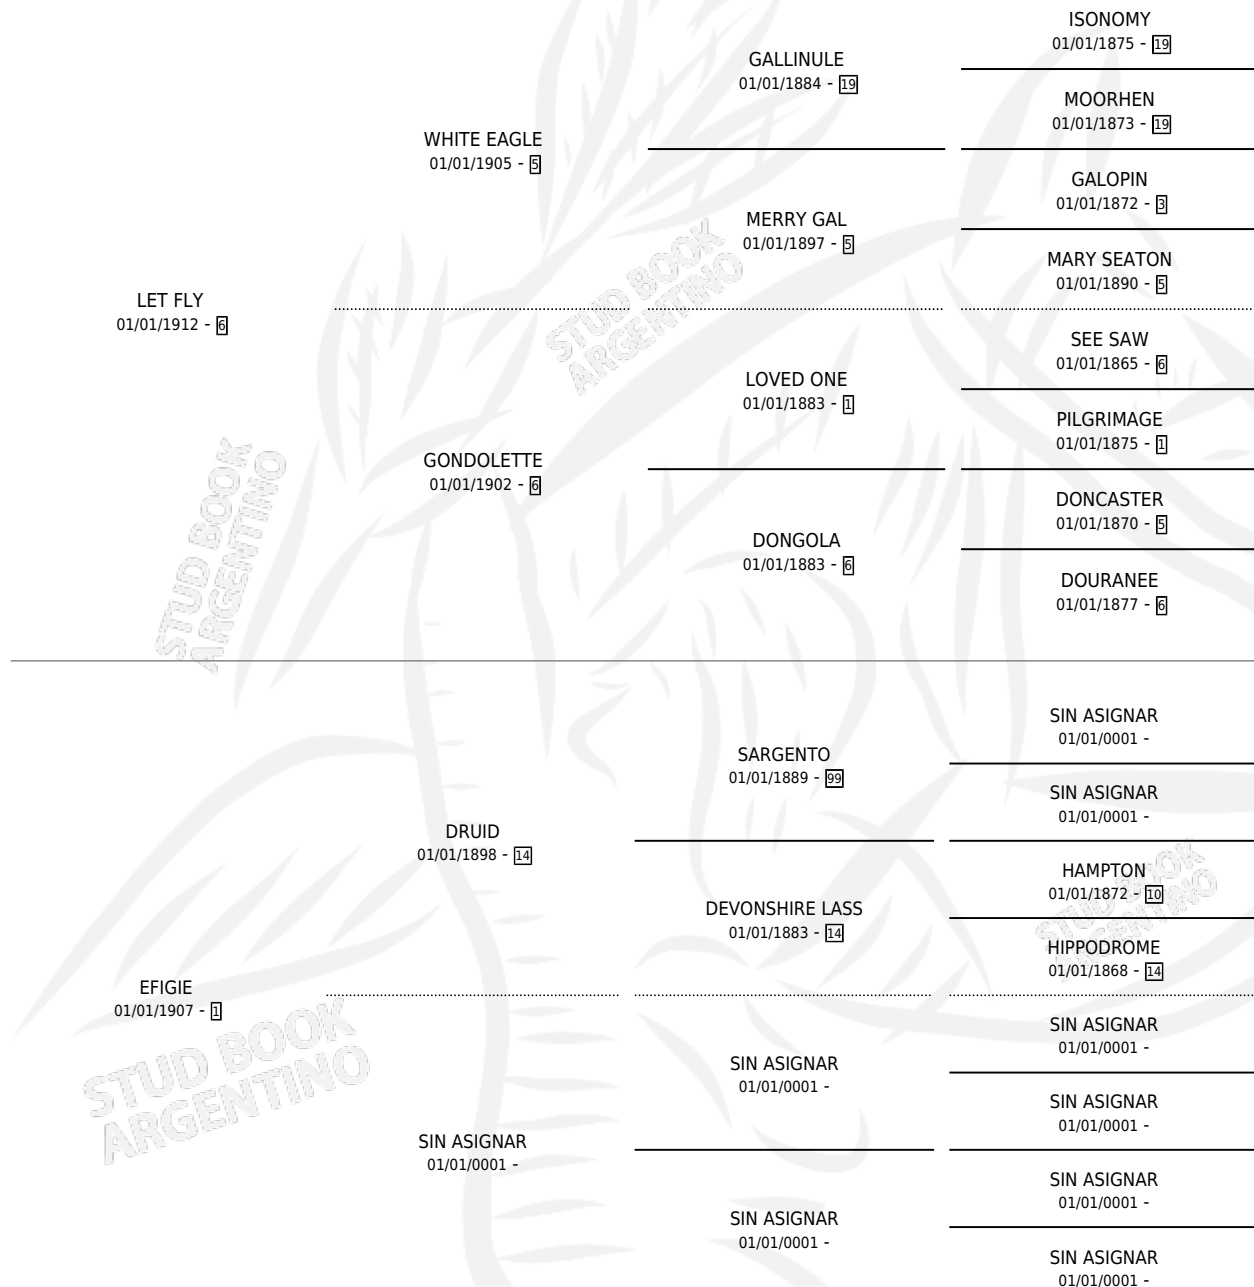 ISONOMY
01/01/1875 - 19
GALLINULE
01/01/1884 - 19
MOORHEN
01/01/1873 - 19
WHITE EAGLE
01/01/1905 - 5
GALOPIN
01/01/1872 - 3
MERRY GAL
01/01/1897 - 5
MARY SEATON
01/01/1890 - 5
LET FLY
01/01/1912 - 6
SEE SAW
01/01/1865 - 6
LOVED ONE
01/01/1883 - 1
PILGRIMAGE
01/01/1875 - 1
GONDOLETTE
01/01/1902 - 6
DONCASTER
01/01/1870 - 5
DONGOLA
01/01/1883 - 6
DOURANEE
01/01/1877 - 6
STUD BOOK
ARGENTINO
STUD BOOK
ARGENTINO
SIN ASIGNAR
01/01/0001 -
SARGENTO
01/01/1889 - 99
SIN ASIGNAR
01/01/0001 -
DRUID
01/01/1898 - 14
HAMPTON
01/01/1872 - 10
DEVONSHIRE LASS
01/01/1883 - 14
HIPPODROME
01/01/1868 - 14
STUD BOOK
ARGENTINO
EFIGIE
01/01/1907 - 1
SIN ASIGNAR
01/01/0001 -
SIN ASIGNAR
01/01/0001 -
SIN ASIGNAR
01/01/0001 -
STUD BOOK
ARGENTINO
SIN ASIGNAR
01/01/0001 -
SIN ASIGNAR
01/01/0001 -
SIN ASIGNAR
01/01/0001 -
SIN ASIGNAR
01/01/0001 -